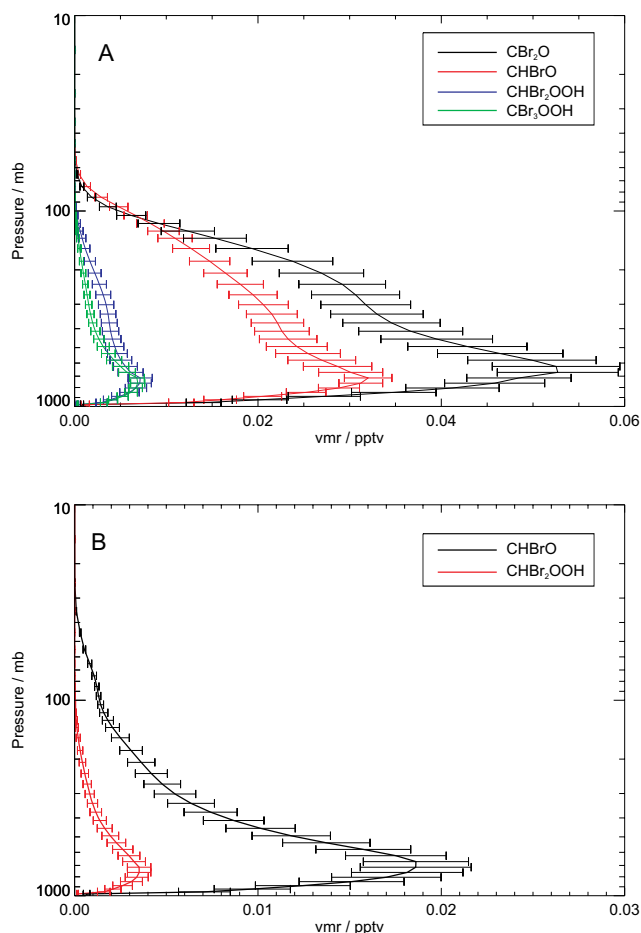 A
CBr₂O
CHBrO
CHBr₂OOH
CBr₃OOH
10
100
1000
Pressure / mb
0.00
0.02
0.04
0.06
vmr / pptv
B
CHBrO
CHBr₂OOH
10
100
1000
Pressure / mb
0.00
0.01
0.02
0.03
vmr / pptv